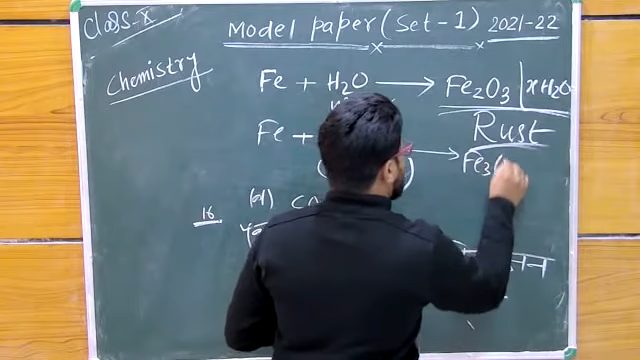 Class-X
Model paper (Set-1) 2021-22
Chemistry
Fe + H₂O → Fe₂O₃ | xH₂O
Rust
Fe + → Fe₃
16 (d)